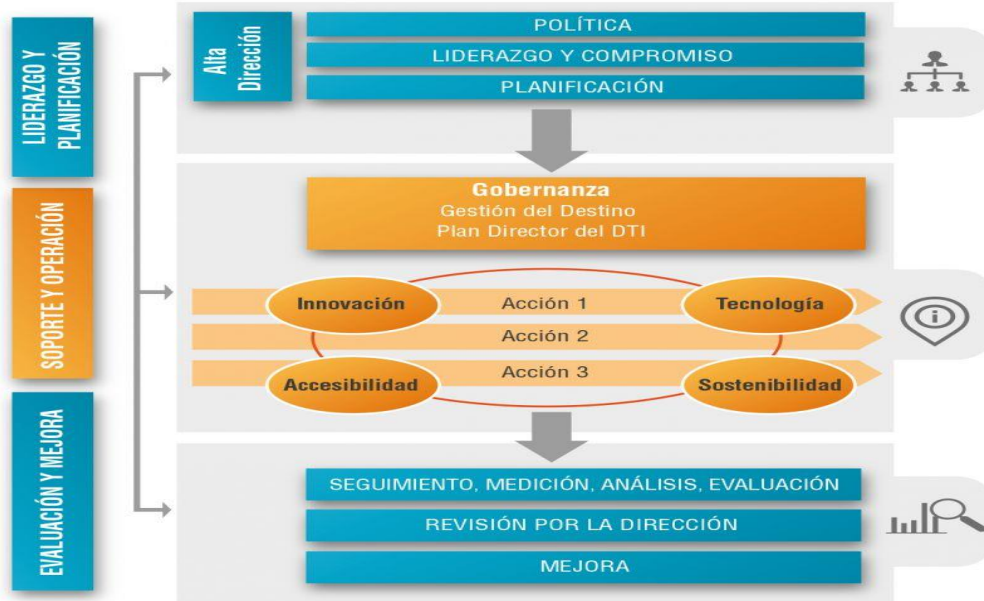 LIDERAZGO Y
PLANIFICACIÓN
Alta
Dirección
POLÍTICA
LIDERAZGO Y COMPROMISO
PLANIFICACIÓN
SOPORTE Y OPERACIÓN
Gobernanza
Gestión del Destino
Plan Director del DTI
Innovación
Acción 1
Tecnología
Acción 2
Accesibilidad
Acción 3
Sostenibilidad
EVALUACIÓN Y MEJORA
SEGUIMIENTO, MEDICIÓN, ANÁLISIS, EVALUACIÓN
REVISIÓN POR LA DIRECCIÓN
MEJORA